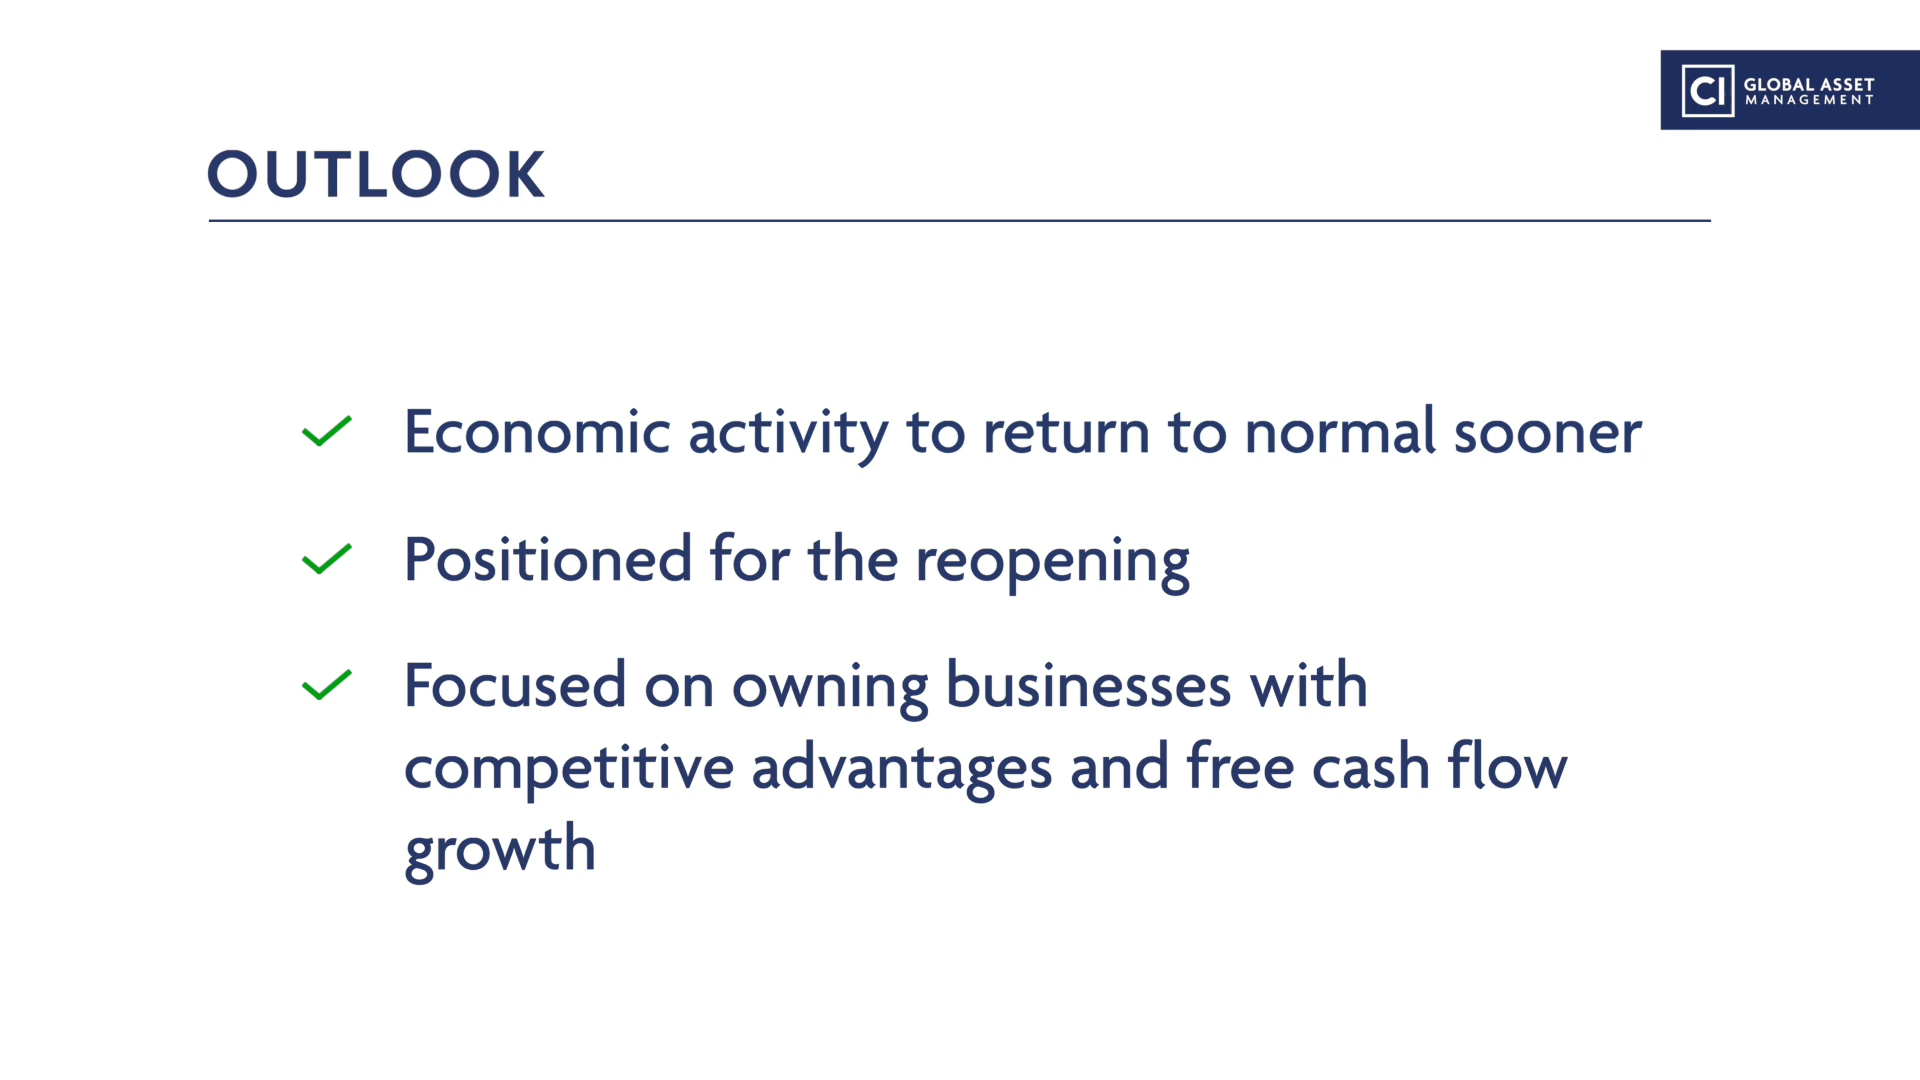 CI GLOBAL ASSET
MANAGEMENT
OUTLOOK
Economic activity to return to normal sooner
Positioned for the reopening
Focused on owning businesses with
competitive advantages and free cash flow
growth